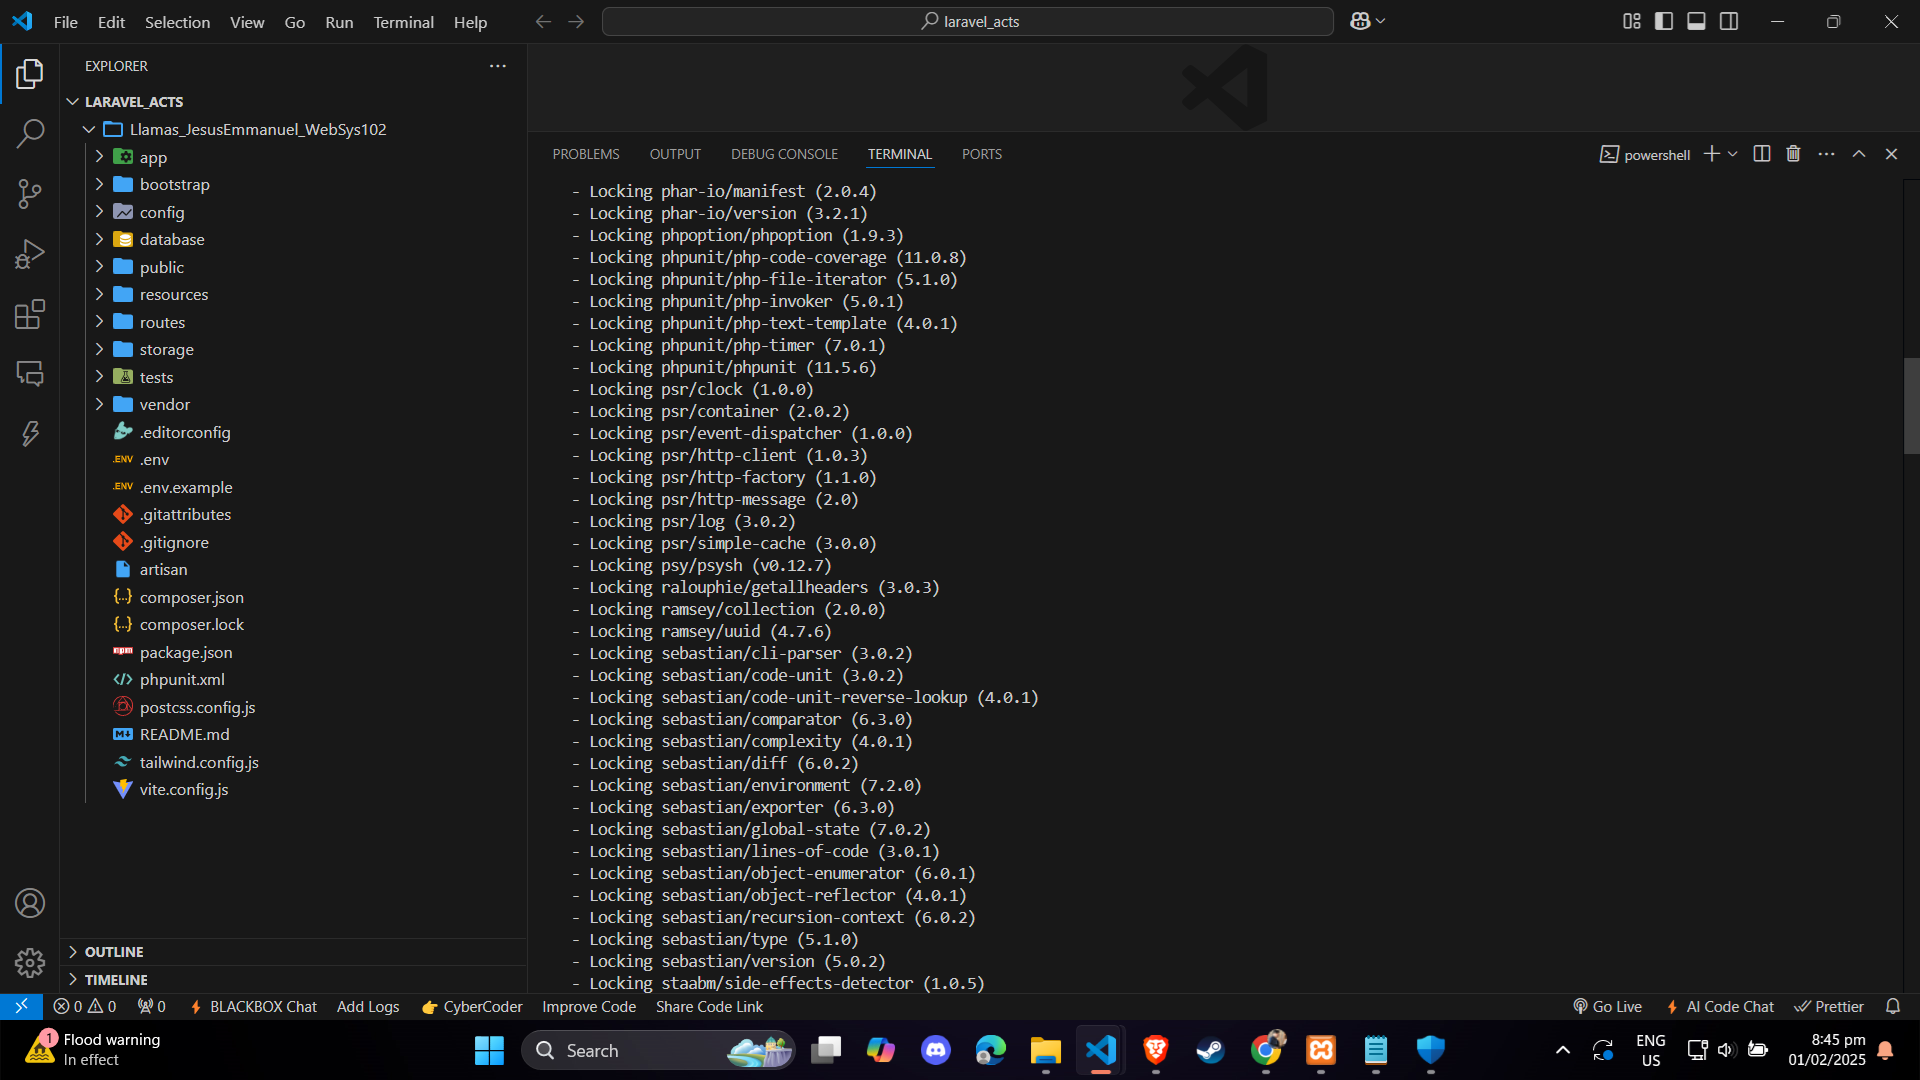 File Edit Selection View Go Run Terminal Help
laravel_acts
EXPLORER
LARAVEL_ACTS
Llamas_JesusEmmanuel_WebSys102
app
bootstrap
config
database
public
resources
routes
storage
tests
vendor
.editorconfig
.ENV .env
.ENV .env.example
.gitattributes
.gitignore
artisan
{..} composer.json
{..} composer.lock
npm package.json
phpunit.xml
postcss.config.js
README.md
tailwind.config.js
vite.config.js
OUTLINE
TIMELINE
PROBLEMS OUTPUT DEBUG CONSOLE TERMINAL PORTS
powershell
- Locking phar-io/manifest (2.0.4)
- Locking phar-io/version (3.2.1)
- Locking phpoption/phpoption (1.9.3)
- Locking phpunit/php-code-coverage (11.0.8)
- Locking phpunit/php-file-iterator (5.1.0)
- Locking phpunit/php-invoker (5.0.1)
- Locking phpunit/php-text-template (4.0.1)
- Locking phpunit/php-timer (7.0.1)
- Locking phpunit/phpunit (11.5.6)
- Locking psr/clock (1.0.0)
- Locking psr/container (2.0.2)
- Locking psr/event-dispatcher (1.0.0)
- Locking psr/http-client (1.0.3)
- Locking psr/http-factory (1.1.0)
- Locking psr/http-message (2.0)
- Locking psr/log (3.0.2)
- Locking psr/simple-cache (3.0.0)
- Locking psy/psysh (v0.12.7)
- Locking ralouphie/getallheaders (3.0.3)
- Locking ramsey/collection (2.0.0)
- Locking ramsey/uuid (4.7.6)
- Locking sebastian/cli-parser (3.0.2)
- Locking sebastian/code-unit (3.0.2)
- Locking sebastian/code-unit-reverse-lookup (4.0.1)
- Locking sebastian/comparator (6.3.0)
- Locking sebastian/complexity (4.0.1)
- Locking sebastian/diff (6.0.2)
- Locking sebastian/environment (7.2.0)
- Locking sebastian/exporter (6.3.0)
- Locking sebastian/global-state (7.0.2)
- Locking sebastian/lines-of-code (3.0.1)
- Locking sebastian/object-enumerator (6.0.1)
- Locking sebastian/object-reflector (4.0.1)
- Locking sebastian/recursion-context (6.0.2)
- Locking sebastian/type (5.1.0)
- Locking sebastian/version (5.0.2)
- Locking staabm/side-effects-detector (1.0.5)
0 0 0 BLACKBOX Chat Add Logs CyberCoder Improve Code Share Code Link Go Live AI Code Chat Prettier
1 Flood warning
In effect
Search
ENG
US
8:45 pm
01/02/2025